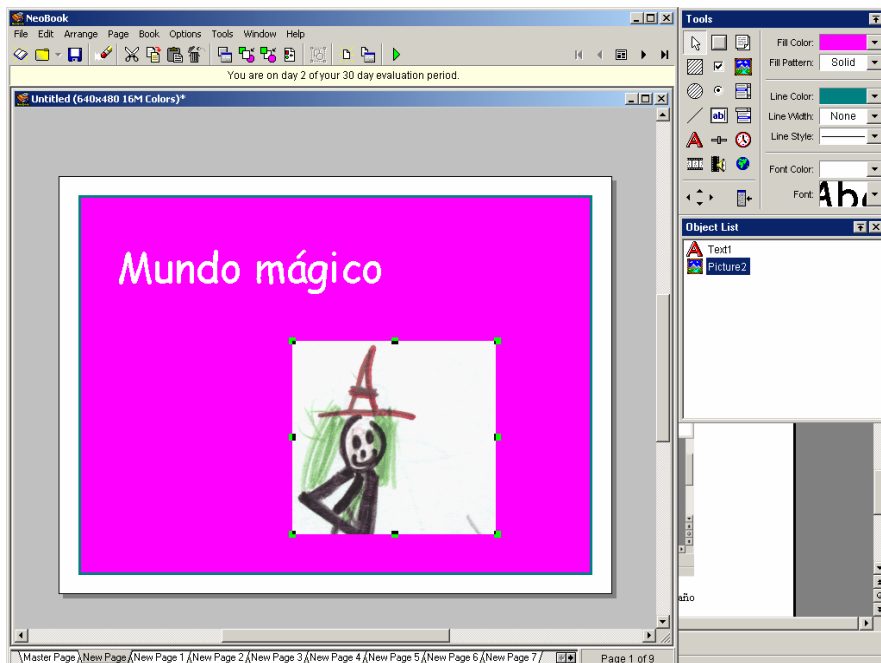 NeoBook
File Edit Arrange Page Book Options Tools Window Help
You are on day 2 of your 30 day evaluation period.
Untitled (640x480 16M Colors)*
Mundo mágico
Master Page New Page New Page 1 New Page 2 New Page 3 New Page 4 New Page 5 New Page 6 New Page 7
Page 1 of 9
Tools
Fill Color:
Fill Pattern: Solid
Line Color:
ab Line Width: None
A Line Style:
Font Color:
Font: Abc
Object List
A Text1
Picture2
año